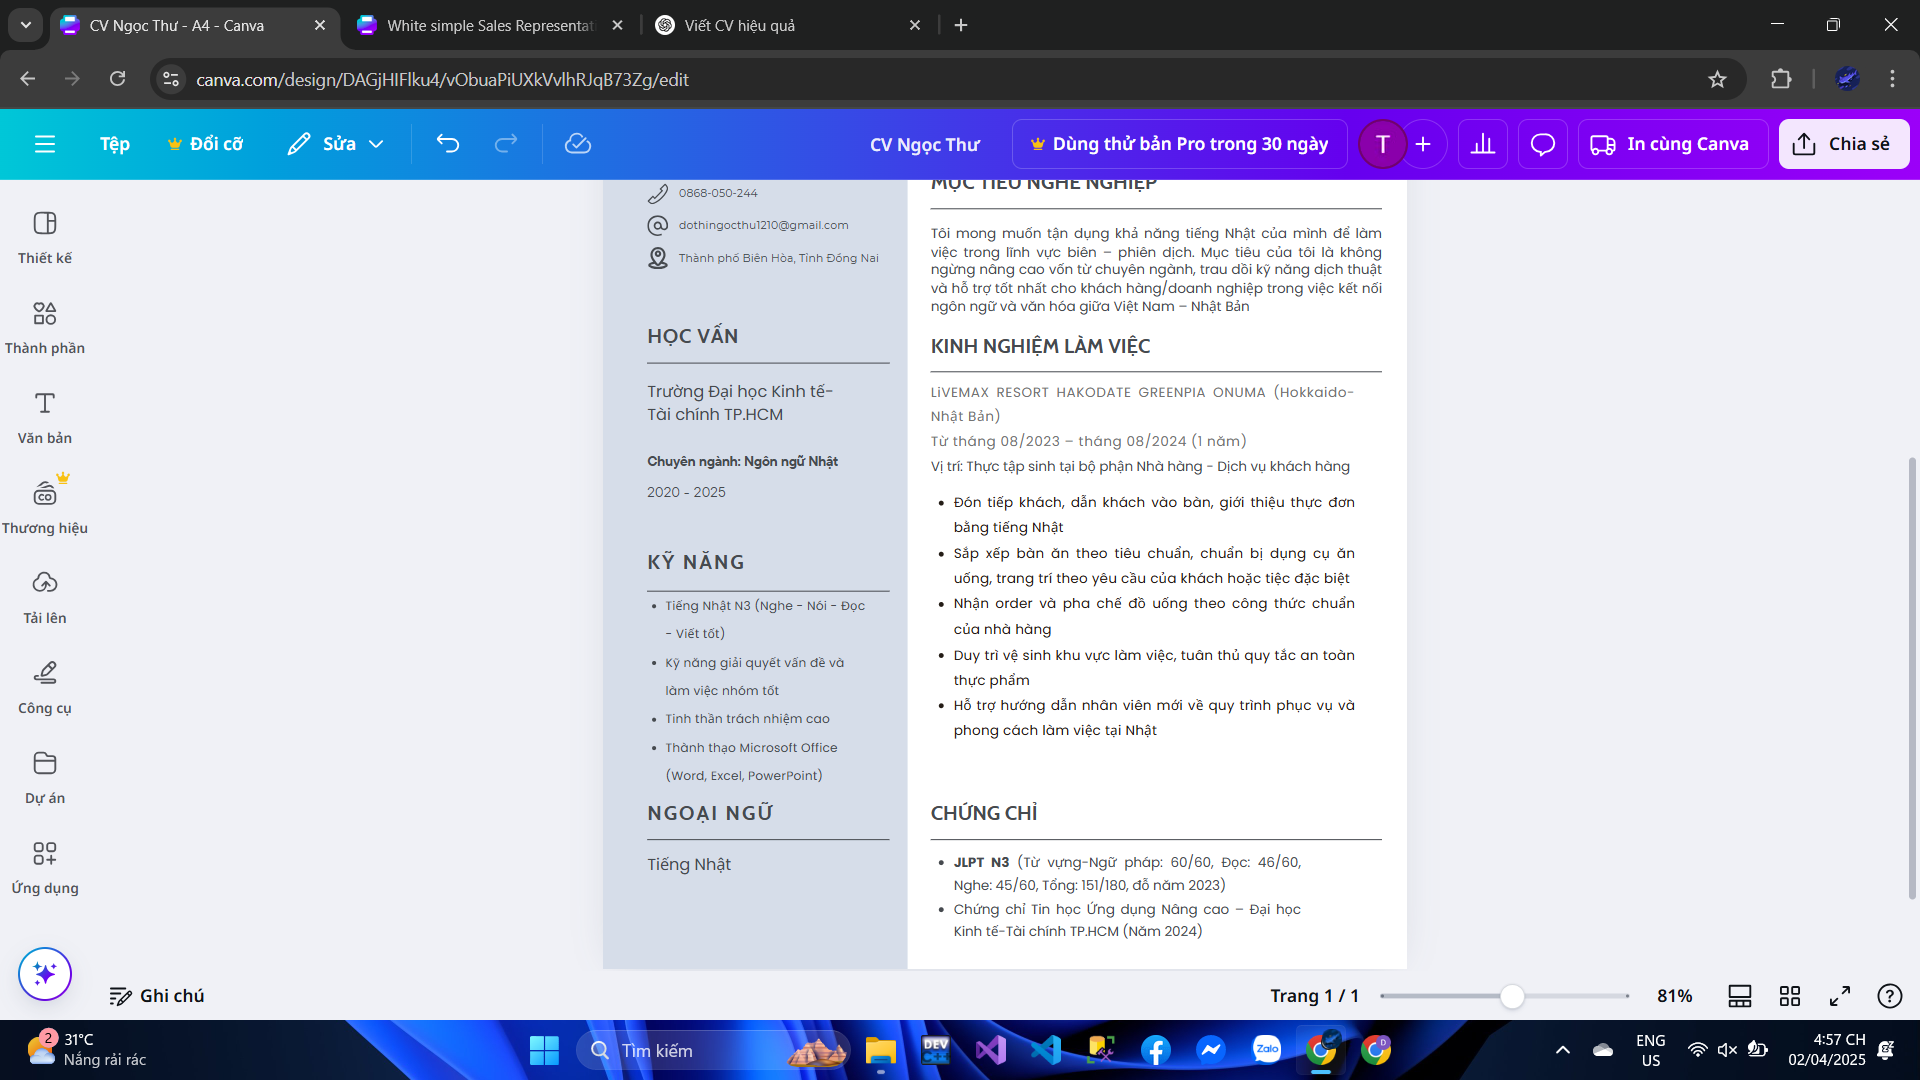 CV Ngọc Thư - A4 - Canva
White simple Sales Representat
Viết CV hiệu quả
canva.com/design/DAGjHIFlku4/vObuaPiUXkVvlhRJqB73Zg/edit
Tệp
Đổi cỡ
Sửa
CV Ngọc Thư
Dùng thử bản Pro trong 30 ngày
T
In cùng Canva
Chia sẻ
Thiết kế
Thành phần
Văn bản
CO
Thương hiệu
Tải lên
Công cụ
Dự án
Ứng dụng
0868-050-244
dothingocthu1210@gmail.com
Thành phố Biên Hòa, Tỉnh Đồng Nai
HỌC VẤN
Trường Đại học Kinh tế-
Tài chính TP.HCM
Chuyên ngành: Ngôn ngữ Nhật
2020 - 2025
KỸ NĂNG
• Tiếng Nhật N3 (Nghe - Nói - Đọc
- Viết tốt)
• Kỹ năng giải quyết vấn đề và
làm việc nhóm tốt
• Tinh thần trách nhiệm cao
• Thành thạo Microsoft Office
(Word, Excel, PowerPoint)
NGOẠI NGỮ
Tiếng Nhật
MỤC TIÊU NGHỀ NGHIỆP
Tôi mong muốn tận dụng khả năng tiếng Nhật của mình để làm
việc trong lĩnh vực biên – phiên dịch. Mục tiêu của tôi là không
ngừng nâng cao vốn từ chuyên ngành, trau dồi kỹ năng dịch thuật
và hỗ trợ tốt nhất cho khách hàng/doanh nghiệp trong việc kết nối
ngôn ngữ và văn hóa giữa Việt Nam – Nhật Bản
KINH NGHIỆM LÀM VIỆC
LiVEMAX RESORT HAKODATE GREENPIA ONUMA (Hokkaido-
Nhật Bản)
Từ tháng 08/2023 – tháng 08/2024 (1 năm)
Vị trí: Thực tập sinh tại bộ phận Nhà hàng - Dịch vụ khách hàng
• Đón tiếp khách, dẫn khách vào bàn, giới thiệu thực đơn
bằng tiếng Nhật
• Sắp xếp bàn ăn theo tiêu chuẩn, chuẩn bị dụng cụ ăn
uống, trang trí theo yêu cầu của khách hoặc tiệc đặc biệt
• Nhận order và pha chế đồ uống theo công thức chuẩn
của nhà hàng
• Duy trì vệ sinh khu vực làm việc, tuân thủ quy tắc an toàn
thực phẩm
• Hỗ trợ hướng dẫn nhân viên mới về quy trình phục vụ và
phong cách làm việc tại Nhật
CHỨNG CHỈ
• JLPT N3 (Từ vựng-Ngữ pháp: 60/60, Đọc: 46/60,
Nghe: 45/60, Tổng: 151/180, đỗ năm 2023)
• Chứng chỉ Tin học Ứng dụng Nâng cao – Đại học
Kinh tế-Tài chính TP.HCM (Năm 2024)
Ghi chú
Trang 1 / 1
81%
2
31°C
Nắng rải rác
Tìm kiếm
DEV
C++
Zalo
D
ENG
US
4:57 CH
02/04/2025